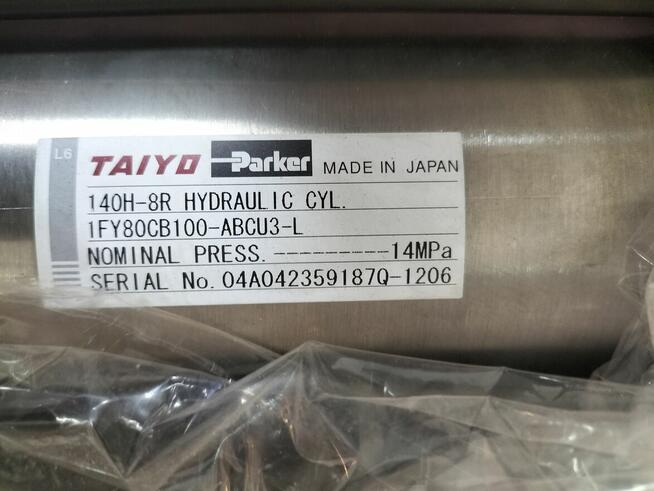 L6
TAIYO Parker MADE IN JAPAN
140H-8R HYDRAULIC CYL.
1FY80CB100-ABCU3-L
NOMINAL PRESS.----------14MPa
SERIAL No. 04A042359187Q-1206